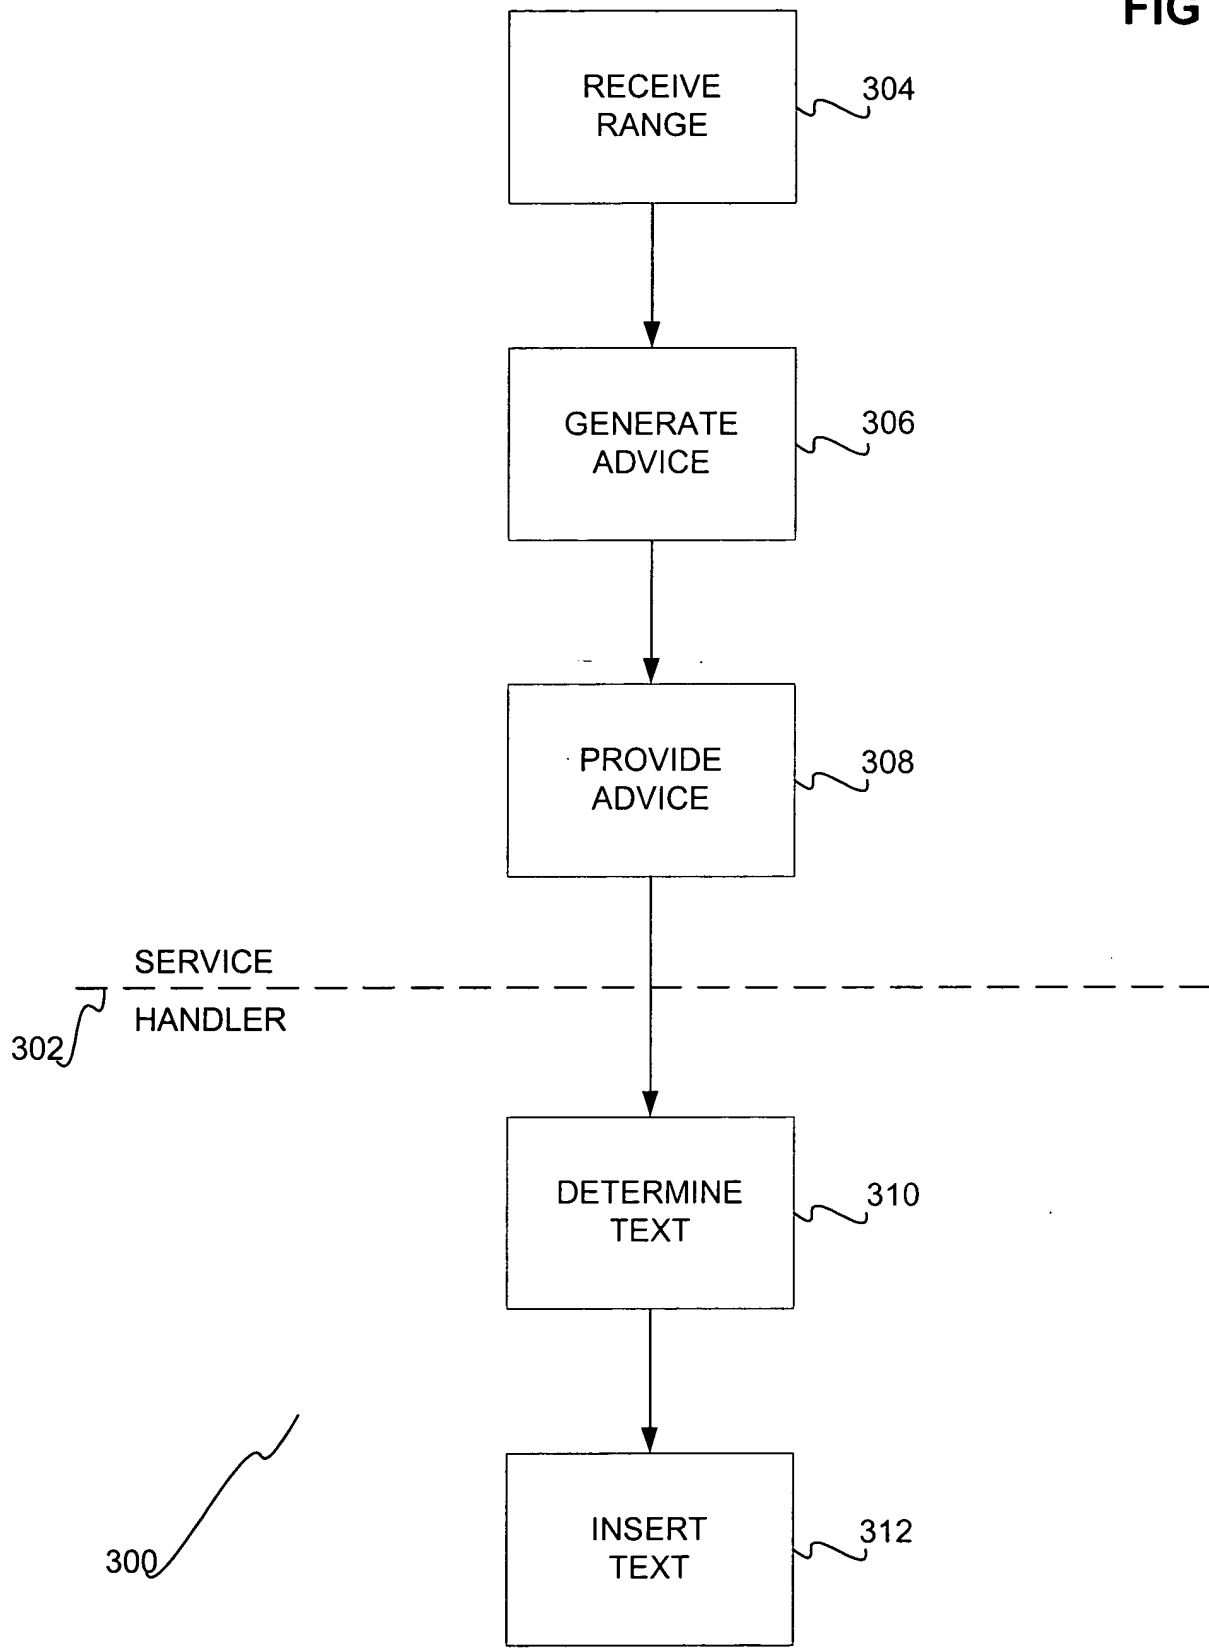 FIG
RECEIVE
RANGE
304
GENERATE
ADVICE
306
PROVIDE
ADVICE
308
SERVICE
HANDLER
302
DETERMINE
TEXT
310
INSERT
TEXT
312
300